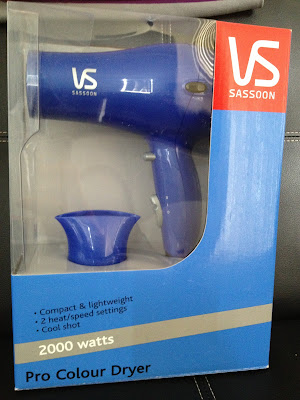 VS
SASSOON
VS
SASSOON
• Compact & lightweight
• 2 heat/speed settings
• Cool shot
2000 watts
Pro Colour Dryer